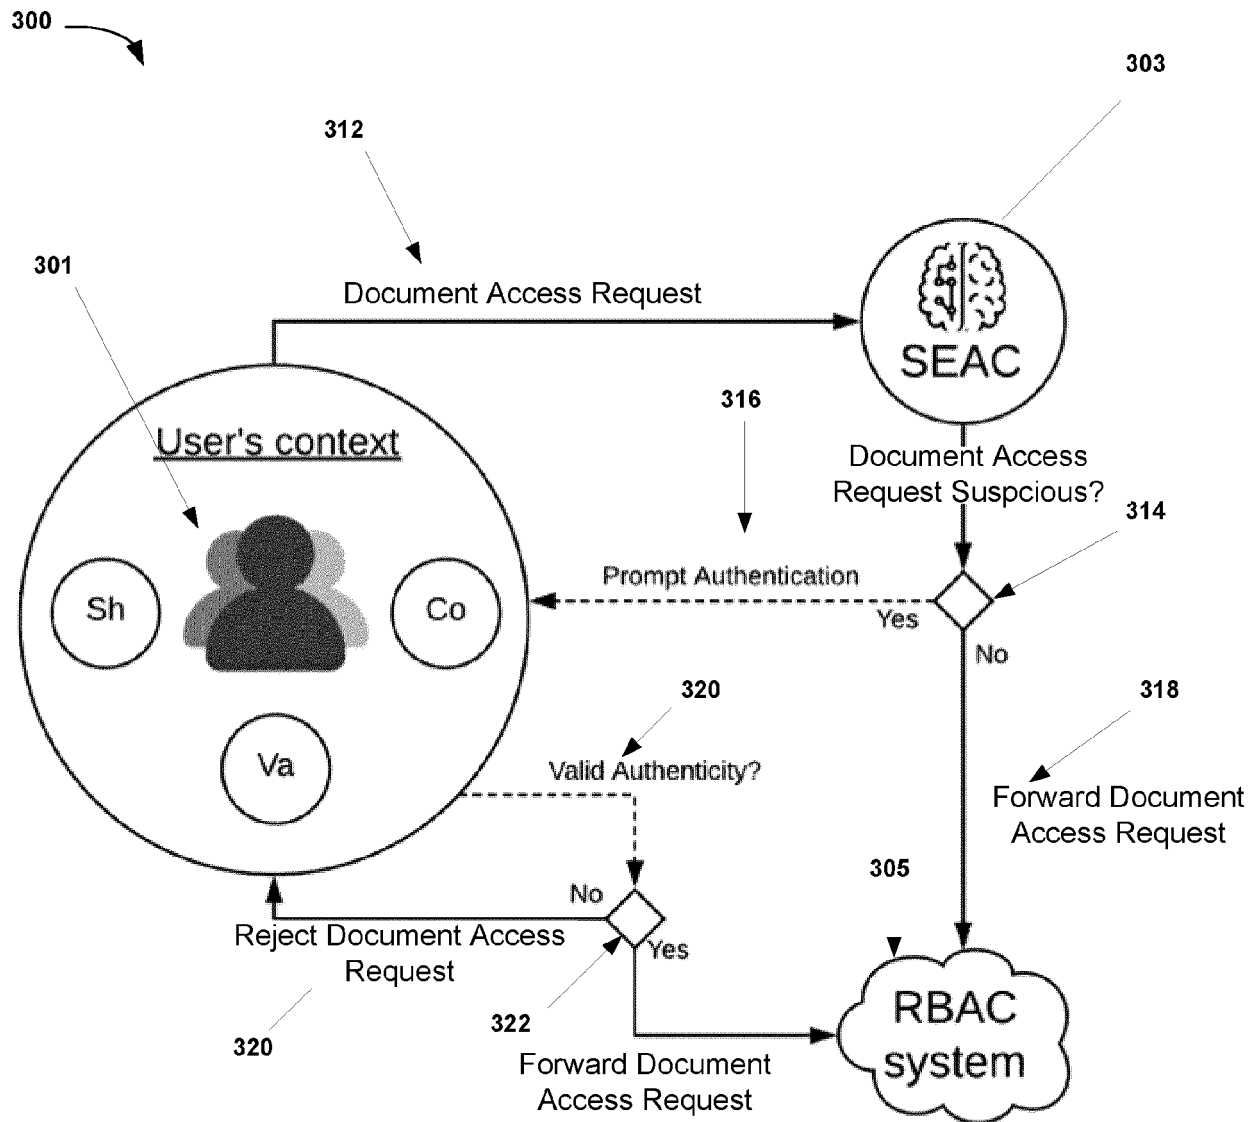 300
303
312
301
Document Access Request
SEAC
316
User's context
Document Access
Request Suspcious?
314
Prompt Authentication
Yes
No
Sh
Co
320
318
Va
Valid Authenticity?
Forward Document
Access Request
305
No
Yes
Reject Document Access
Request
322
320
RBAC
system
Forward Document
Access Request